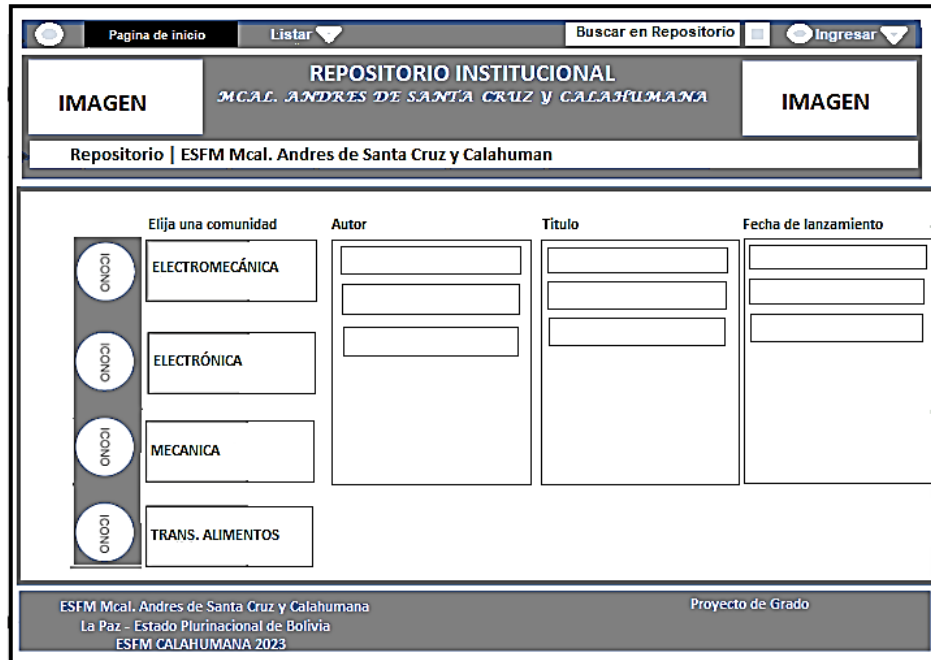 Pagina de inicio Listar Buscar en Repositorio Ingresar
REPOSITORIO INSTITUCIONAL
MCAL. ANDRES DE SANTA CRUZ Y CALAHUMANA
IMAGEN IMAGEN
Repositorio | ESFM Mcal. Andres de Santa Cruz y Calahuman
Elija una comunidad Autor Titulo Fecha de lanzamiento
ICONO ELECTROMECÁNICA
ICONO ELECTRÓNICA
ICONO MECANICA
ICONO TRANS. ALIMENTOS
ESFM Mcal. Andres de Santa Cruz y Calahumana Proyecto de Grado
La Paz - Estado Plurinacional de Bolivia
ESFM CALAHUMANA 2023